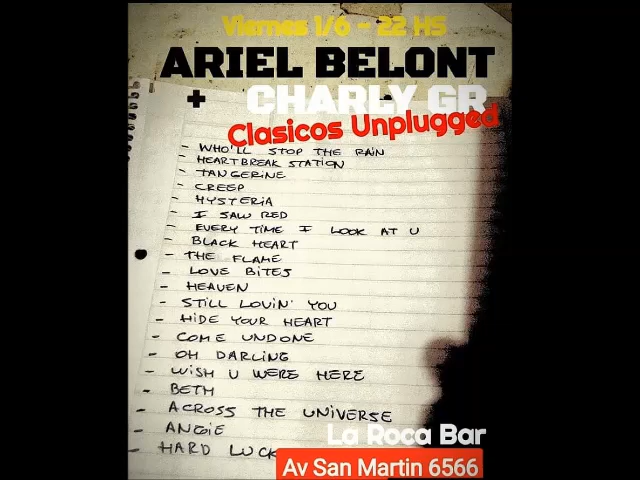 Viernes 1/6 - 22 HS
ARIEL BELONT
+ CHARLY GR
Clasicos Unplugged
- WHO'LL STOP THE RAIN
- HEARTBREAK STATION
- TANGERINE
- CREEP
- HYSTERIA
- I SAW RED
- EVERY TIME I LOOK AT U
BLACK HEART
- THE FLAME
- LOVE BITES
- HEAVEN
- STILL LOVIN' YOU
- HIDE YOUR HEART
- COME UNDONE
- OH DARLING
- WISH U WERE HERE
- BETH
- ACROSS THE UNIVERSE
- ANGIE
- HARD LUCK
La Roca Bar
Av San Martin 6566